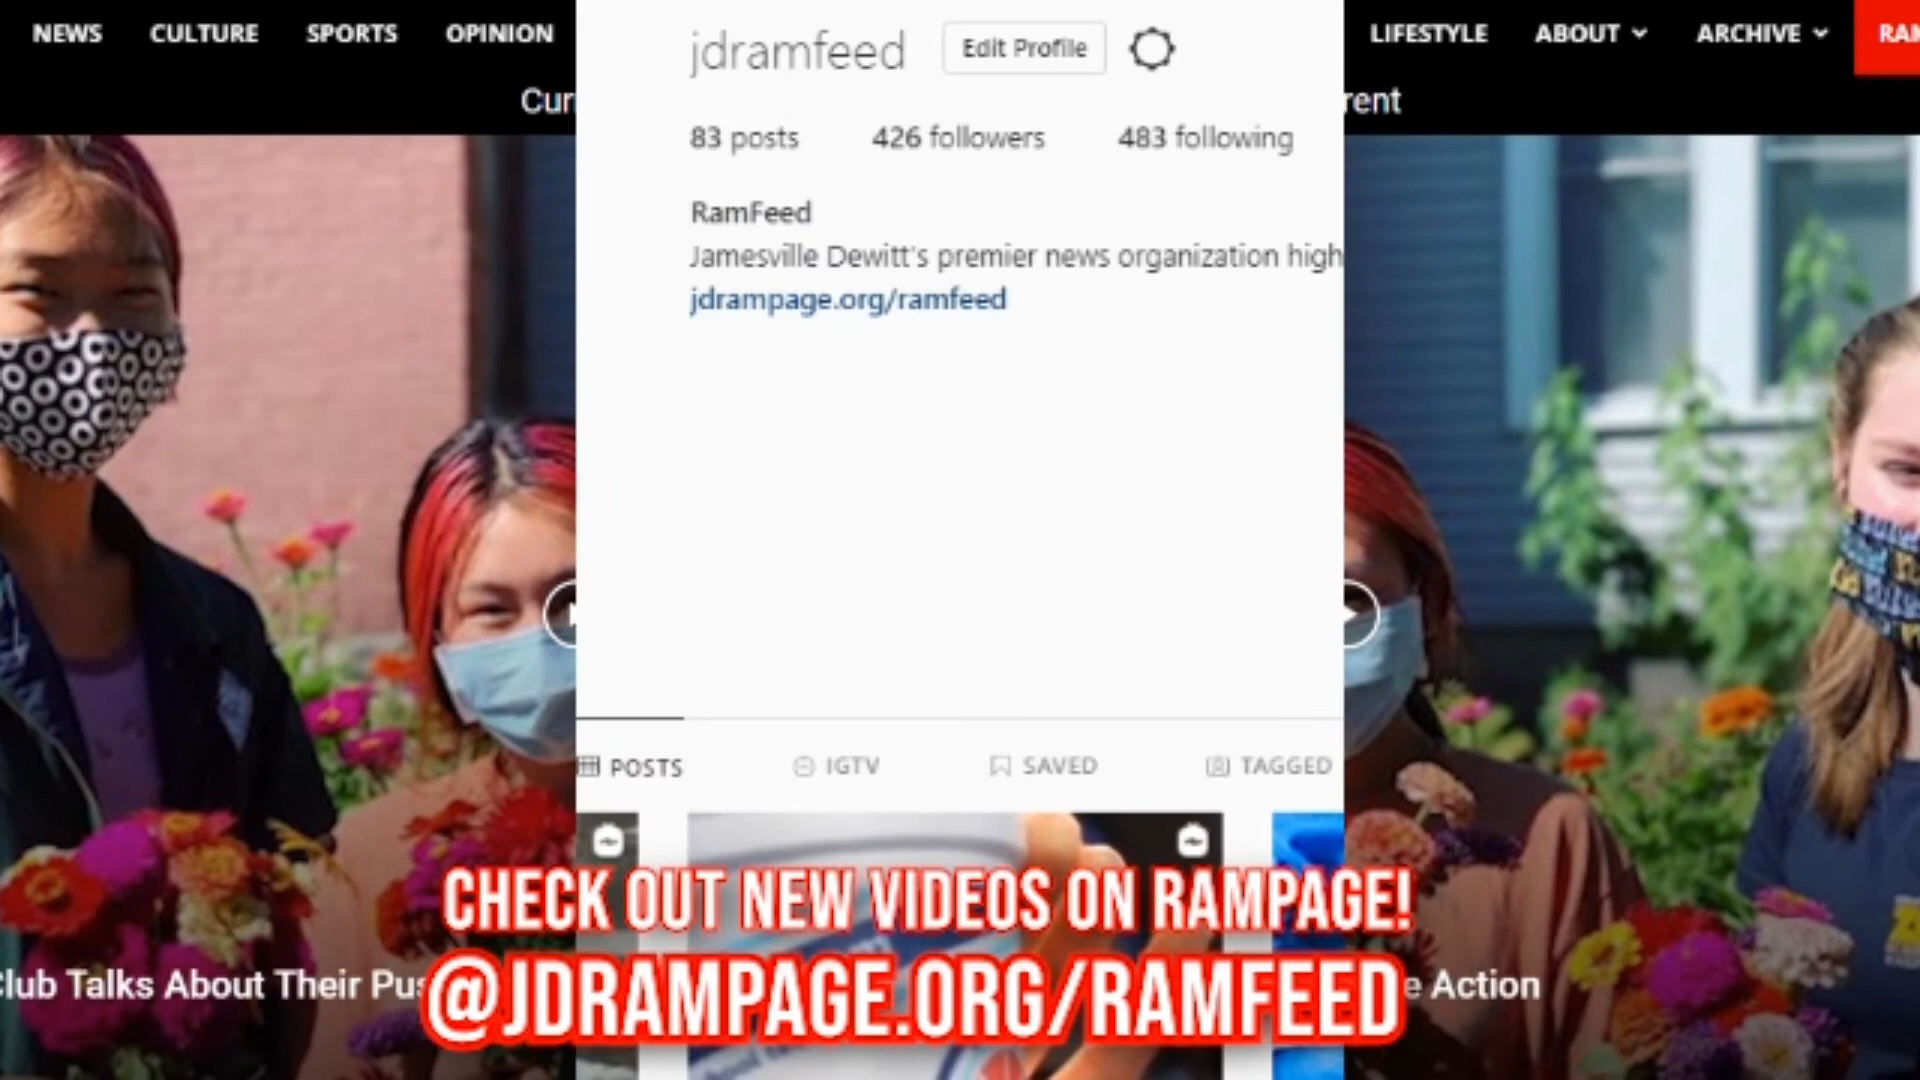 NEWS CULTURE SPORTS OPINION
LIFESTYLE ABOUT ARCHIVE
jdramfeed Edit Profile
83 posts 426 followers 483 following
RamFeed
Jamesville Dewitt's premier news organization high
jdrampage.org/ramfeed
POSTS IGTV SAVED TAGGED
CHECK OUT NEW VIDEOS ON RAMPAGE!
Talks About Their
Action
@JDRAMPAGE.ORG/RAMFEED